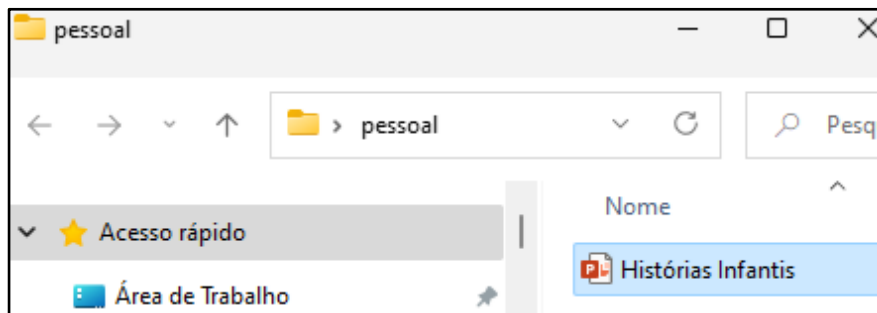 pessoal
pessoal
Pesq
Acesso rápido
Nome
Área de Trabalho
Histórias Infantis